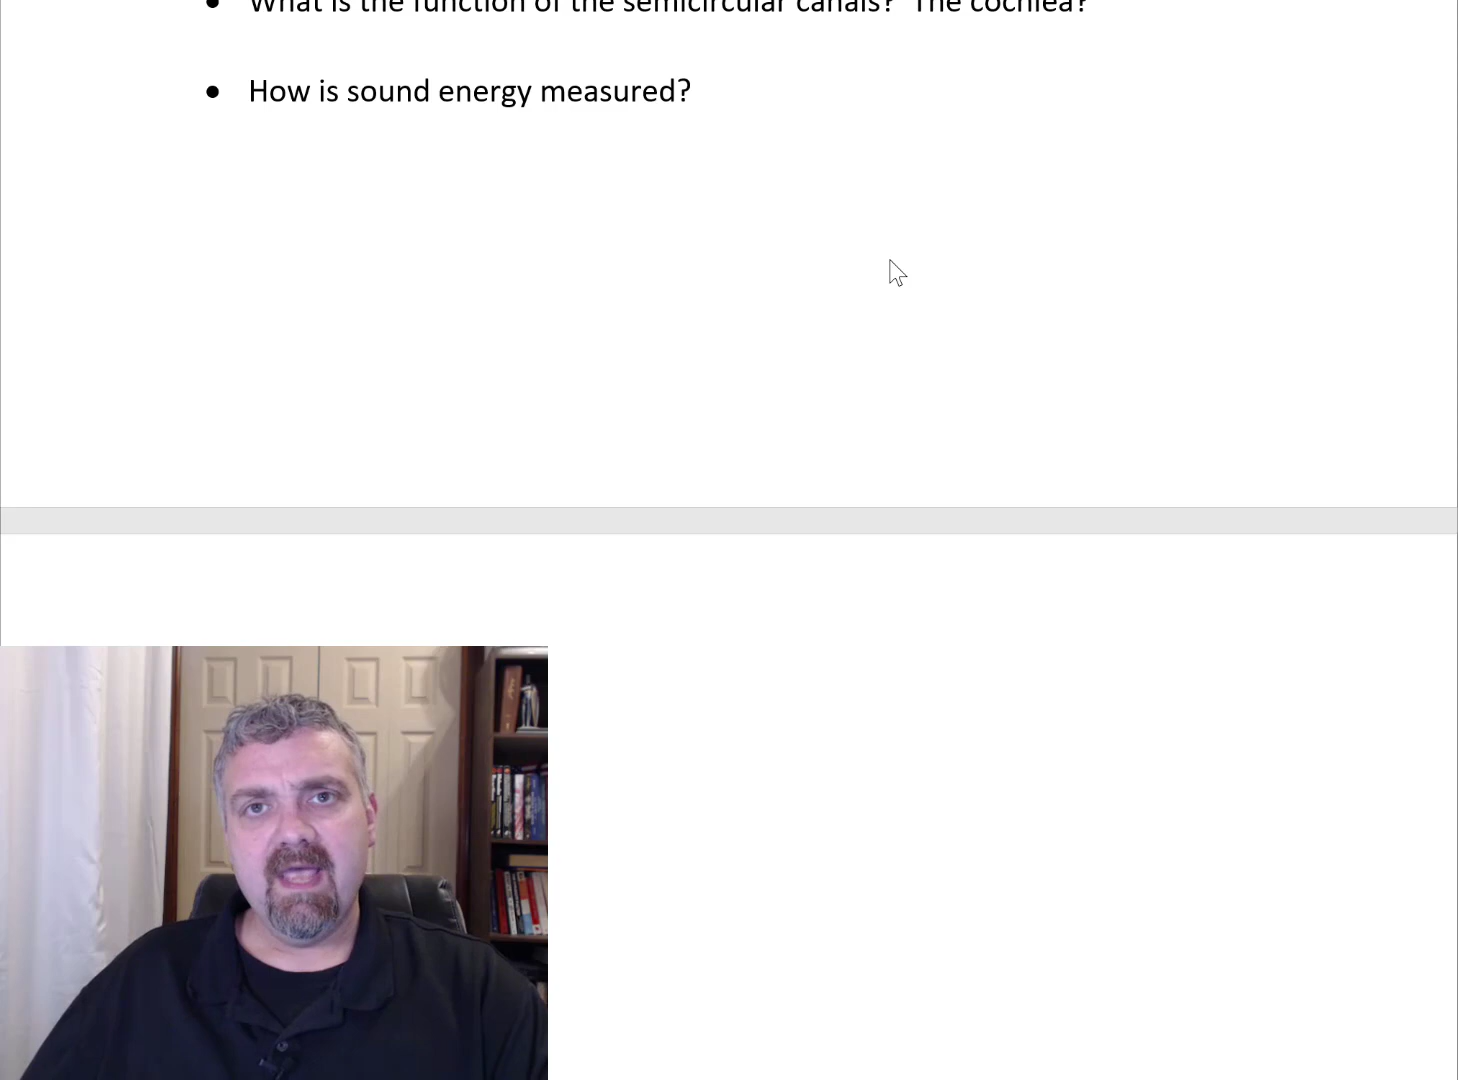 • What is the function of the semicircular canals?  The cochlea?
• How is sound energy measured?